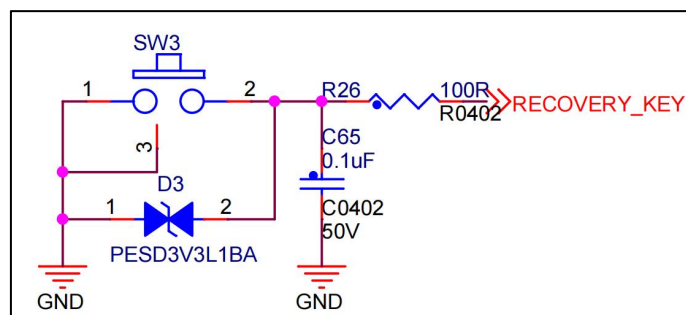 SW3
1
2
3
R26
100R
R0402
RECOVERY_KEY
C65
0.1uF
D3
1
2
PESD3V3L1BA
C0402
50V
GND
GND